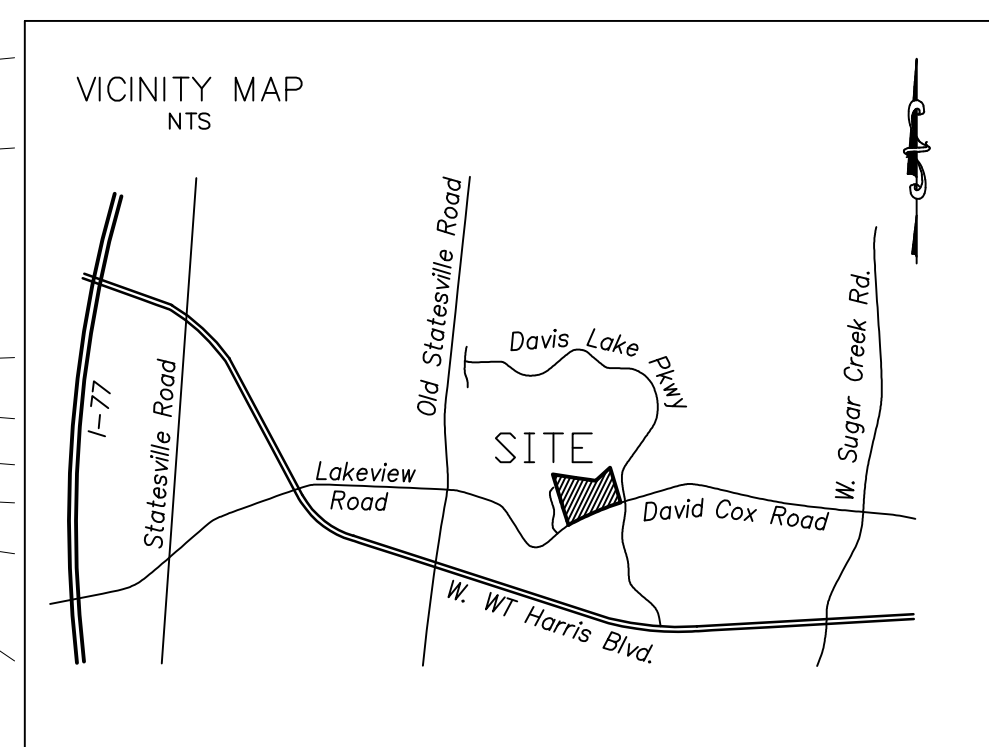 VICINITY MAP
NTS
Old Statesville Road
Davis Lake Pkwy
W. Sugar Creek Rd.
I-77
Statesville Road
SITE
Lakeview
Road
David Cox Road
W. WT Harris Blvd.